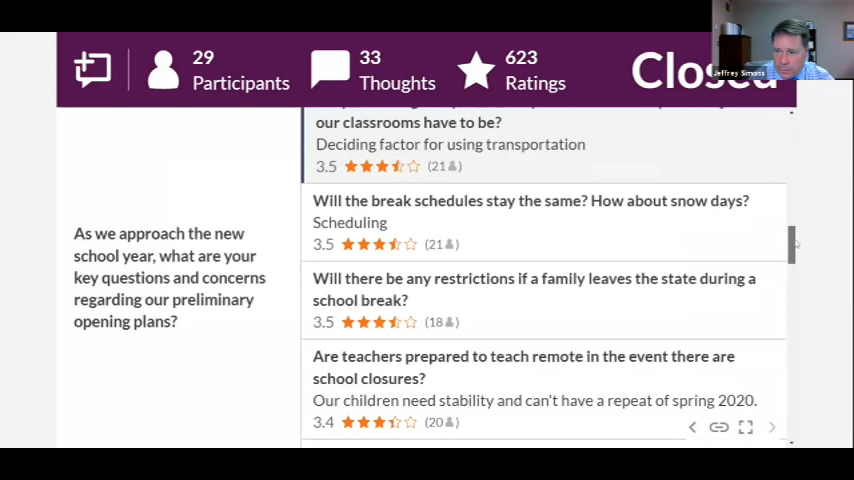 29
Participants
33
Thoughts
623
Ratings
Closed
Jeffrey Simons
our classrooms have to be?
Deciding factor for using transportation
3.5 (21)
Will the break schedules stay the same? How about snow days?
Scheduling
3.5 (21)
As we approach the new
school year, what are your
key questions and concerns
regarding our preliminary
opening plans?
Will there be any restrictions if a family leaves the state during a
school break?
3.5 (18)
Are teachers prepared to teach remote in the event there are
school closures?
Our children need stability and can't have a repeat of spring 2020.
3.4 (20)